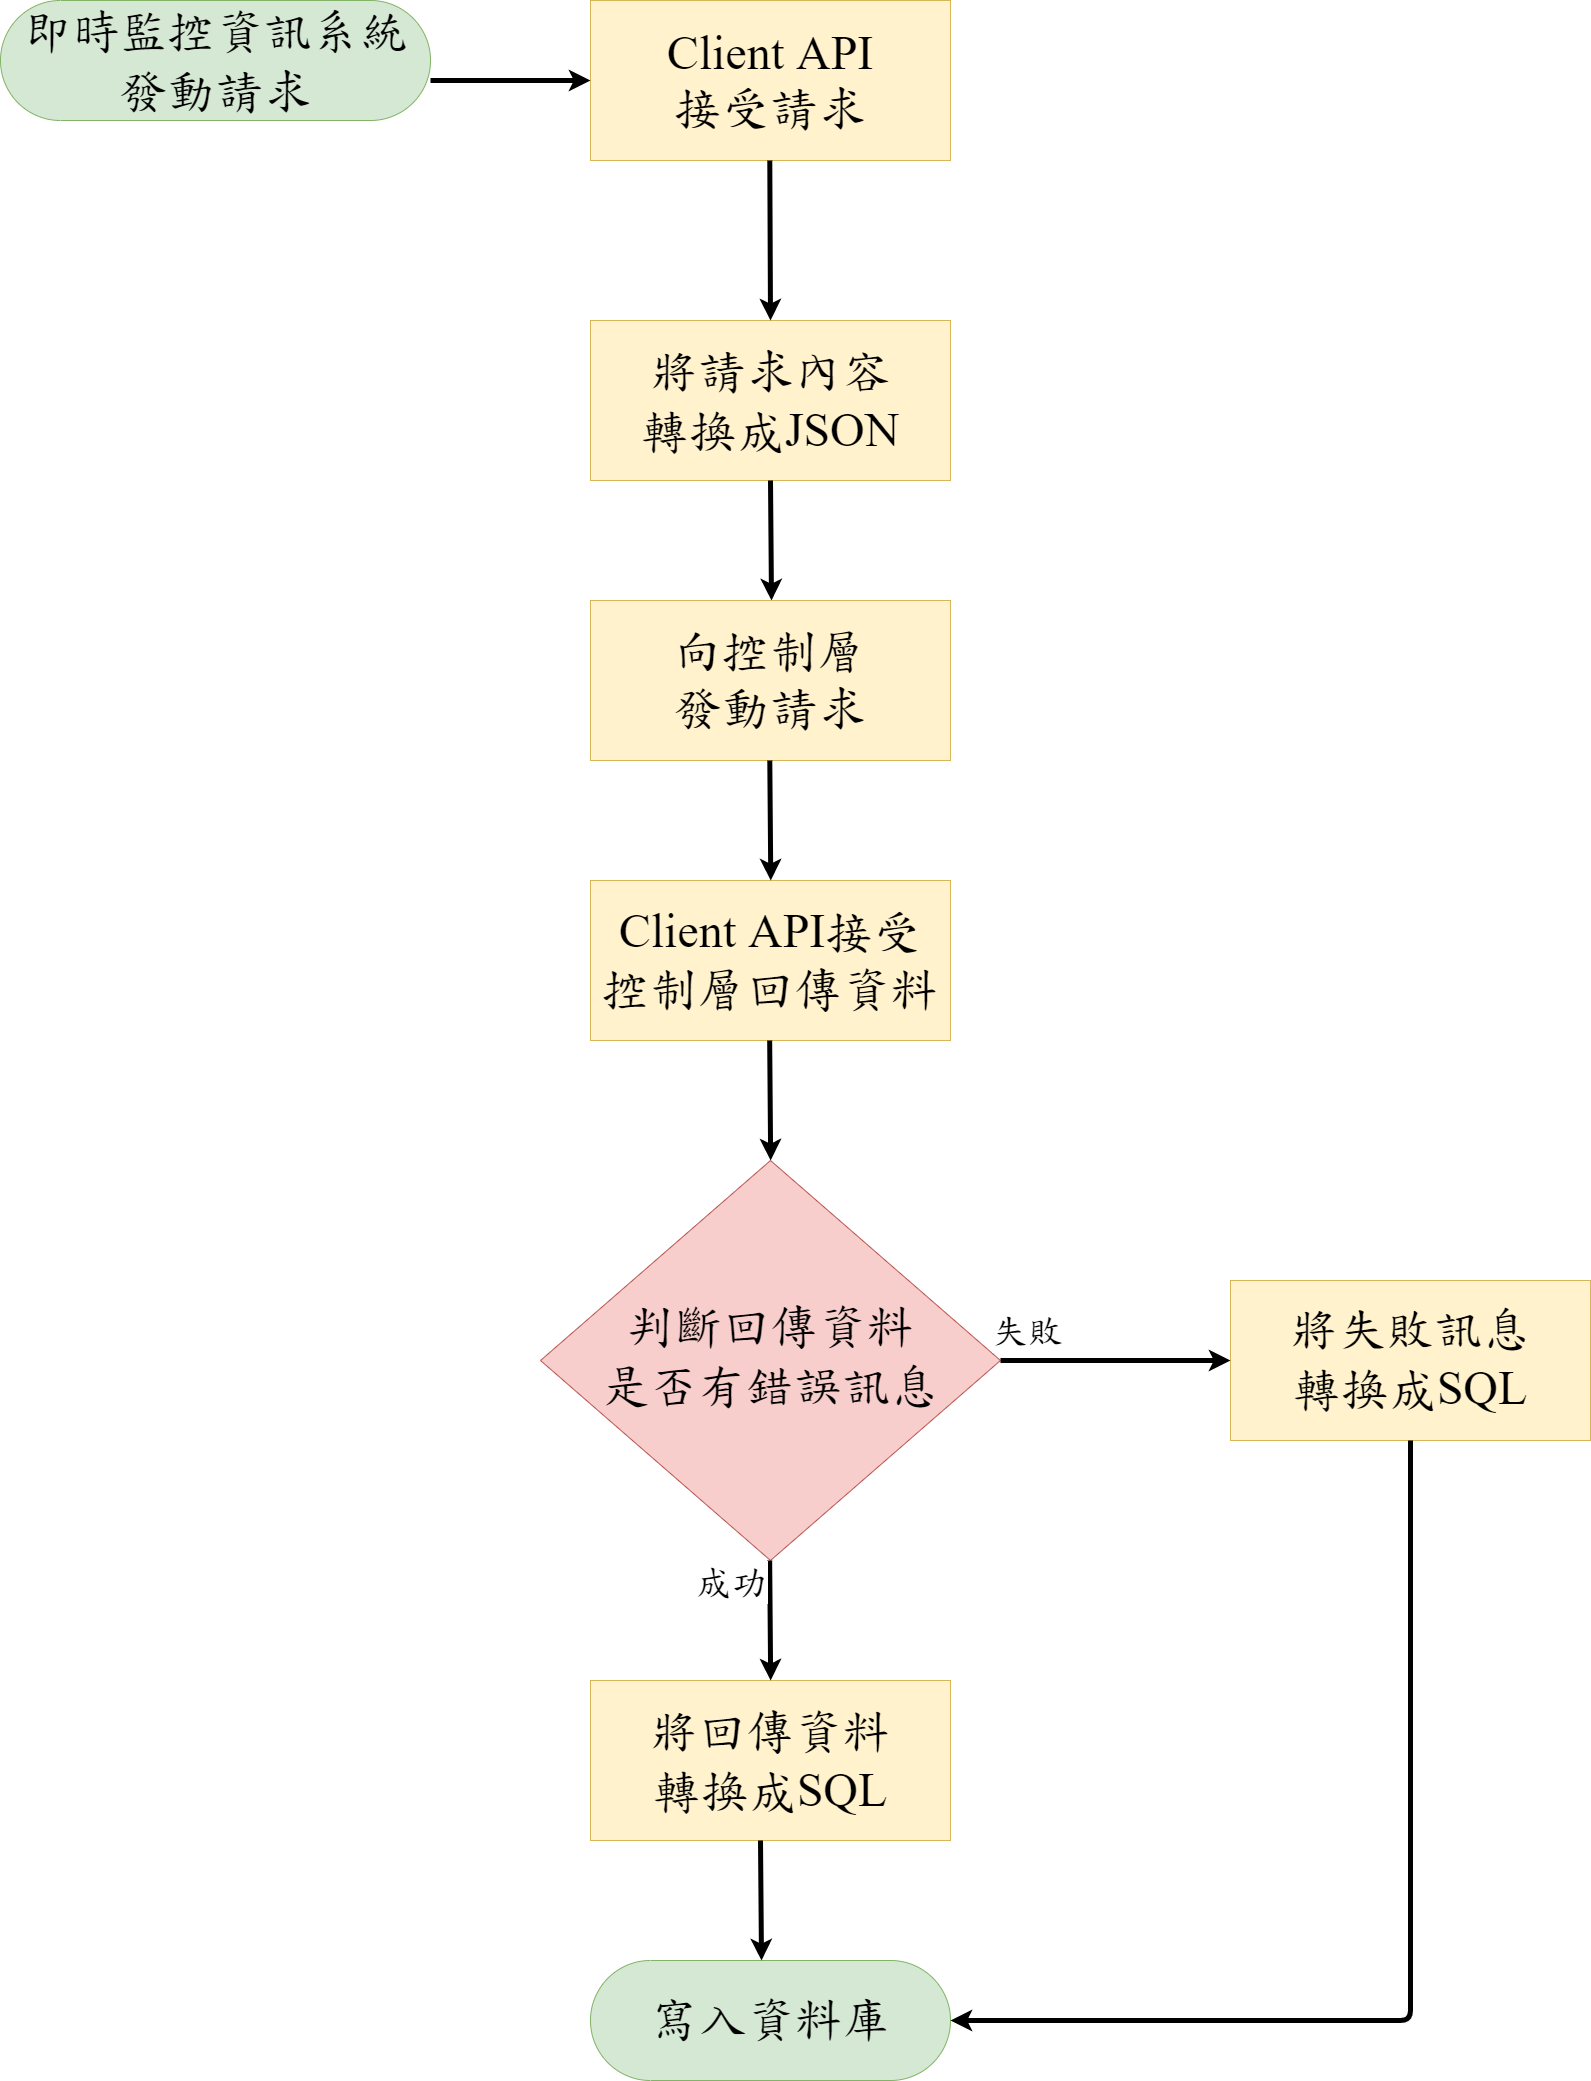 即時監控資訊系統
發動請求
Client API
接受請求
將請求內容
轉換成JSON
向控制層
發動請求
Client API接受
控制層回傳資料
判斷回傳資料
是否有錯誤訊息
失敗
將失敗訊息
轉換成SQL
成功
將回傳資料
轉換成SQL
寫入資料庫